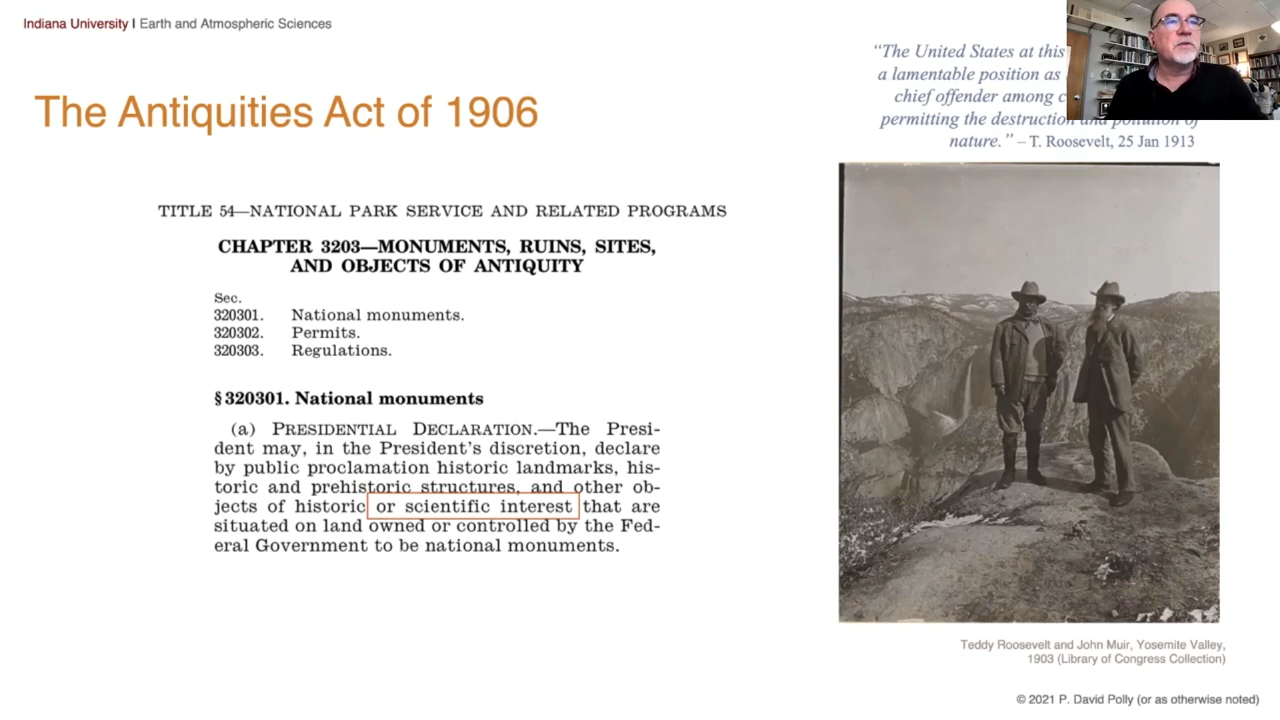 Indiana University | Earth and Atmospheric Sciences
The Antiquities Act of 1906
“The United States at this
a lamentable position as
chief offender among c
permitting the destruction and pollution of
nature.” – T. Roosevelt, 25 Jan 1913
TITLE 54—NATIONAL PARK SERVICE AND RELATED PROGRAMS
CHAPTER 3203—MONUMENTS, RUINS, SITES,
AND OBJECTS OF ANTIQUITY
Sec.
320301. National monuments.
320302. Permits.
320303. Regulations.
§ 320301. National monuments
(a) PRESIDENTIAL DECLARATION.—The Presi-
dent may, in the President’s discretion, declare
by public proclamation historic landmarks, his-
toric and prehistoric structures, and other ob-
jects of historic or scientific interest that are
situated on land owned or controlled by the Fed-
eral Government to be national monuments.
Teddy Roosevelt and John Muir, Yosemite Valley,
1903 (Library of Congress Collection)
© 2021 P. David Polly (or as otherwise noted)